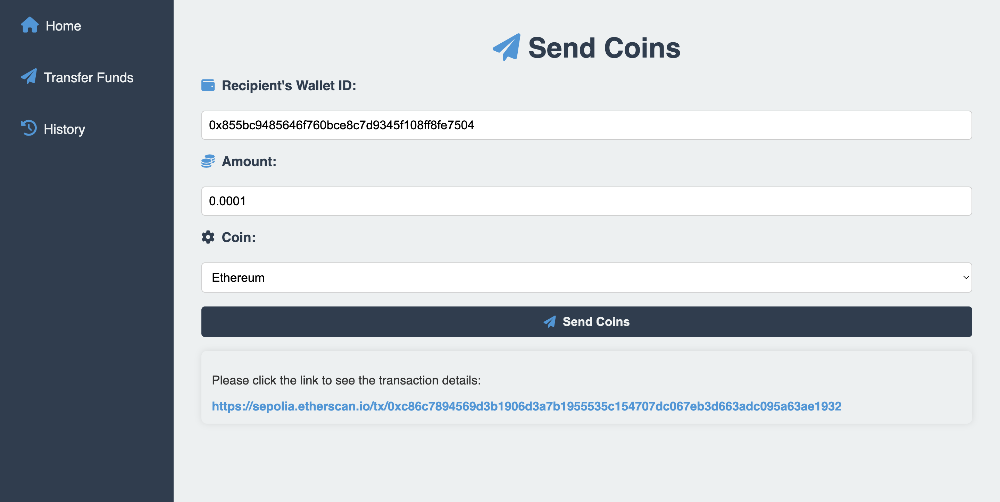 Home
Transfer Funds
History
Send Coins
Recipient's Wallet ID:
0x855bc9485646f760bce8c7d9345f108ff8fe7504
Amount:
0.0001
Coin:
Ethereum
Send Coins
Please click the link to see the transaction details:
https://sepolia.etherscan.io/tx/0xc86c7894569d3b1906d3a7b1955535c154707dc067eb3d663adc095a63ae1932